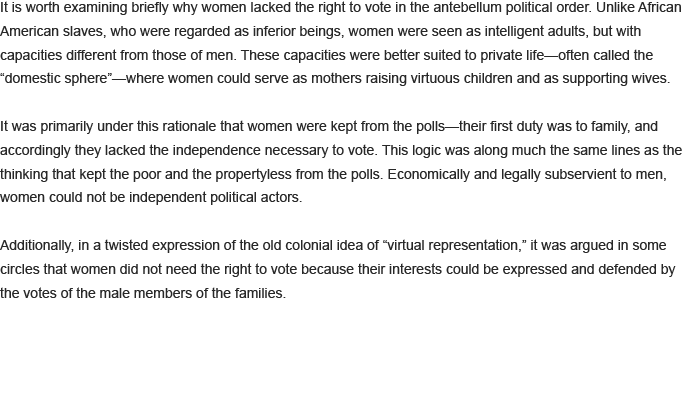 It is worth examining briefly why women lacked the right to vote in the antebellum political order. Unlike African
American slaves, who were regarded as inferior beings, women were seen as intelligent adults, but with
capacities different from those of men. These capacities were better suited to private life—often called the
“domestic sphere”—where women could serve as mothers raising virtuous children and as supporting wives.
It was primarily under this rationale that women were kept from the polls—their first duty was to family, and
accordingly they lacked the independence necessary to vote. This logic was along much the same lines as the
thinking that kept the poor and the propertyless from the polls. Economically and legally subservient to men,
women could not be independent political actors.
Additionally, in a twisted expression of the old colonial idea of “virtual representation,” it was argued in some
circles that women did not need the right to vote because their interests could be expressed and defended by
the votes of the male members of the families.